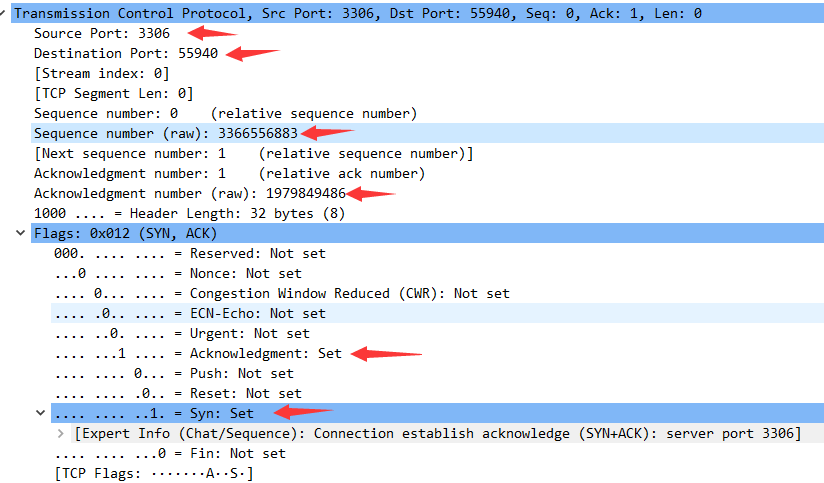 Transmission Control Protocol, Src Port: 3306, Dst Port: 55940, Seq: 0, Ack: 1, Len: 0
Source Port: 3306
Destination Port: 55940
[Stream index: 0]
[TCP Segment Len: 0]
Sequence number: 0    (relative sequence number)
Sequence number (raw): 3366556883
[Next sequence number: 1    (relative sequence number)]
Acknowledgment number: 1    (relative ack number)
Acknowledgment number (raw): 1979849486
1000 .... = Header Length: 32 bytes (8)
Flags: 0x012 (SYN, ACK)
000. .... .... = Reserved: Not set
...0 .... .... = Nonce: Not set
.... 0... .... = Congestion Window Reduced (CWR): Not set
.... .0.. .... = ECN-Echo: Not set
.... ..0. .... = Urgent: Not set
.... ...1 .... = Acknowledgment: Set
.... .... 0... = Push: Not set
.... .... .0.. = Reset: Not set
.... .... ..1. = Syn: Set
[Expert Info (Chat/Sequence): Connection establish acknowledge (SYN+ACK): server port 3306]
.... .... ...0 = Fin: Not set
[TCP Flags: ·······A··S·]